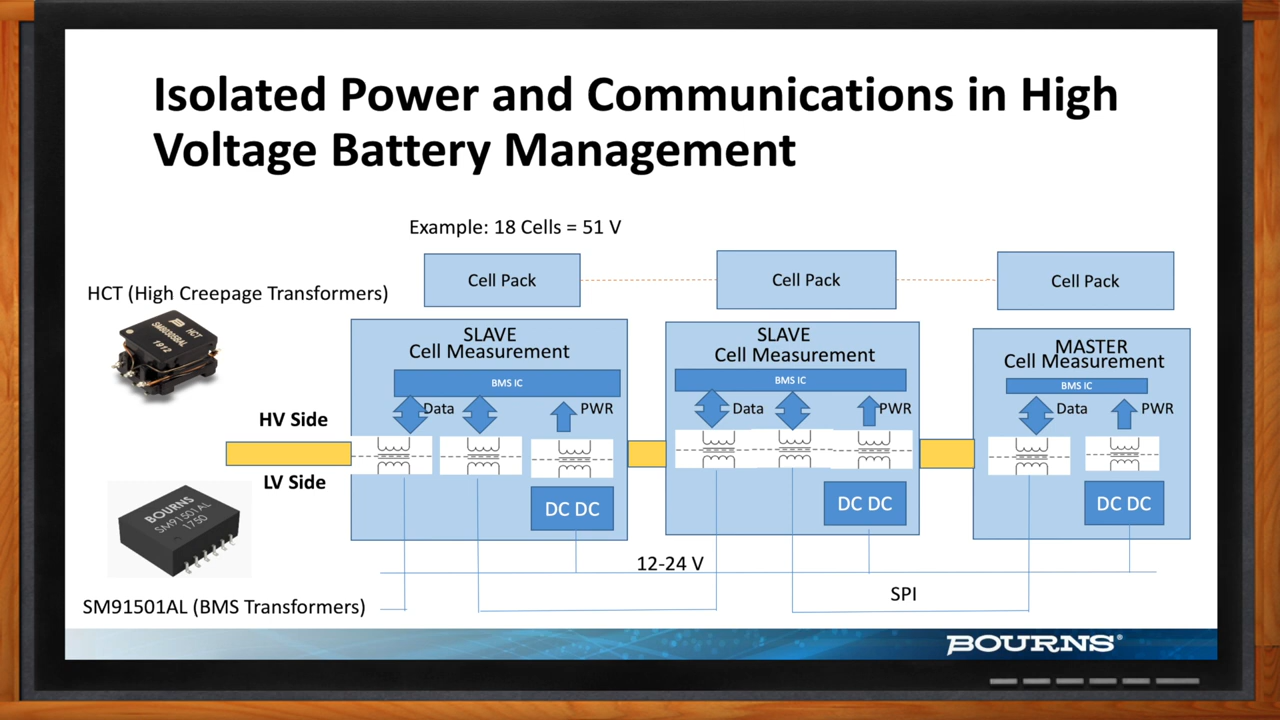 Isolated Power and Communications in High
Voltage Battery Management
Example: 18 Cells = 51 V
Cell Pack
Cell Pack
Cell Pack
HCT (High Creepage Transformers)
HCT
SM80305BAL
1912
SLAVE
Cell Measurement
BMS IC
Data
PWR
DC DC
SLAVE
Cell Measurement
BMS IC
Data
PWR
DC DC
MASTER
Cell Measurement
BMS IC
Data
PWR
DC DC
HV Side
LV Side
BOURNS
SM91501AL
1750
12-24 V
SPI
SM91501AL (BMS Transformers)
BOURNS®